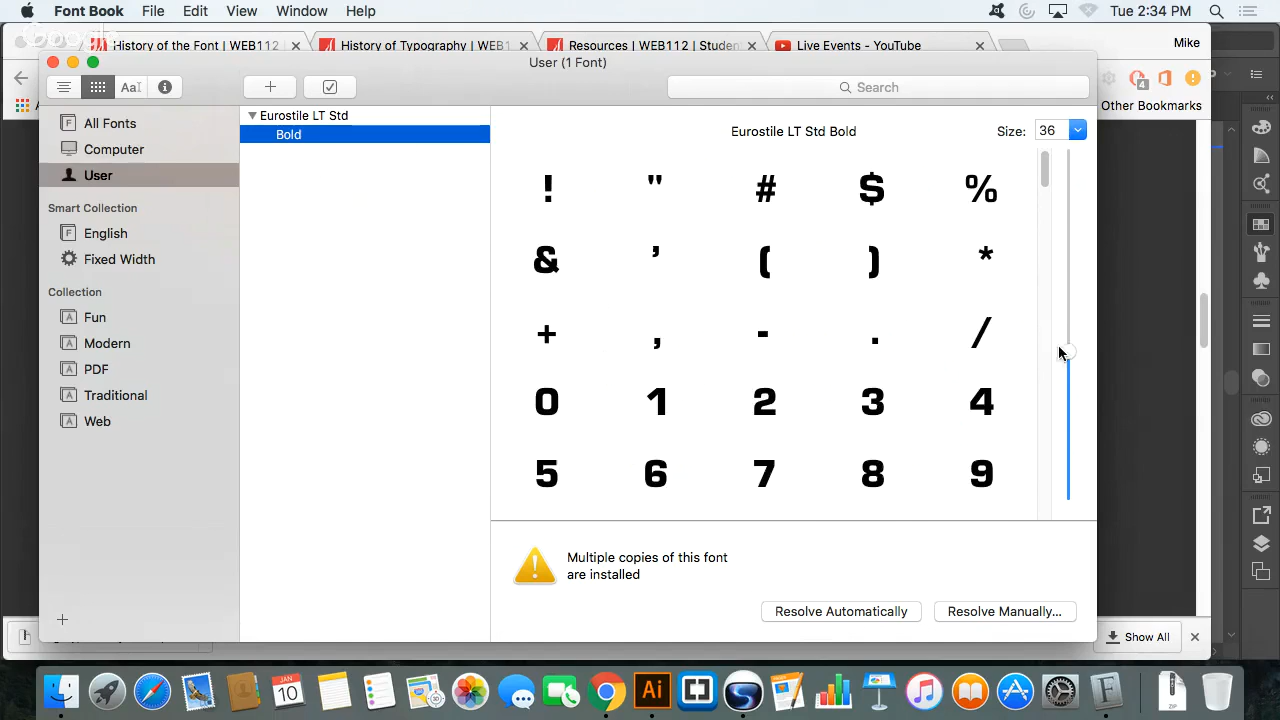 Font Book File Edit View Window Help
Tue 2:34 PM
Google
History of the Font | WEB112
History of Typography | WEB1
Resources | WEB112 | Studen
Live Events - YouTube
Mike
User (1 Font)
Search
4
Other Bookmarks
All Fonts
Computer
User
Smart Collection
English
Fixed Width
Collection
Fun
Modern
PDF
Traditional
Web
Eurostile LT Std
Bold
Eurostile LT Std Bold
Size: 36
! " # $ %
& ’ ( ) *
+ , - . /
0 1 2 3 4
5 6 7 8 9
Multiple copies of this font
are installed
Resolve Automatically
Resolve Manually...
Show All
JAN
10
Ai
ZIP